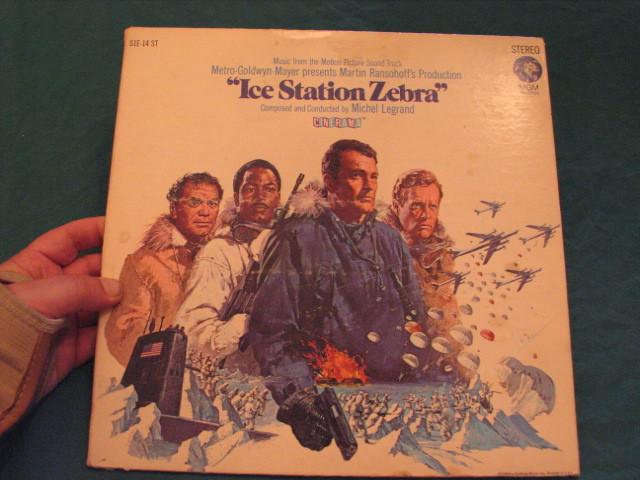 S1E-14 ST
STEREO
Music from the Motion Picture Sound Track
Metro-Goldwyn-Mayer presents Martin Ransohoff's Production
"Ice Station Zebra"
Composed and Conducted by Michel Legrand
CINERAMA
MGM